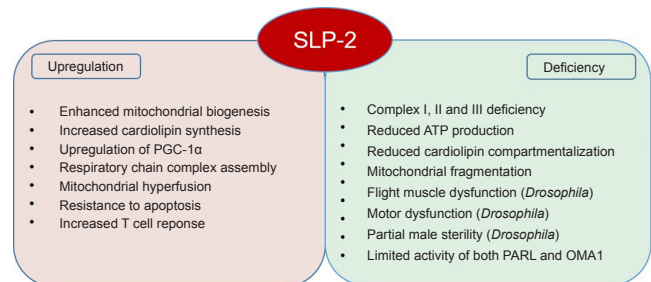 SLP-2
Upregulation
• Enhanced mitochondrial biogenesis
• Increased cardiolipin synthesis
• Upregulation of PGC-1α
• Respiratory chain complex assembly
• Mitochondrial hyperfusion
• Resistance to apoptosis
• Increased T cell reponse
Deficiency
• Complex I, II and III deficiency
• Reduced ATP production
• Reduced cardiolipin compartmentalization
• Mitochondrial fragmentation
• Flight muscle dysfunction (Drosophila)
• Motor dysfunction (Drosophila)
• Partial male sterility (Drosophila)
• Limited activity of both PARL and OMA1